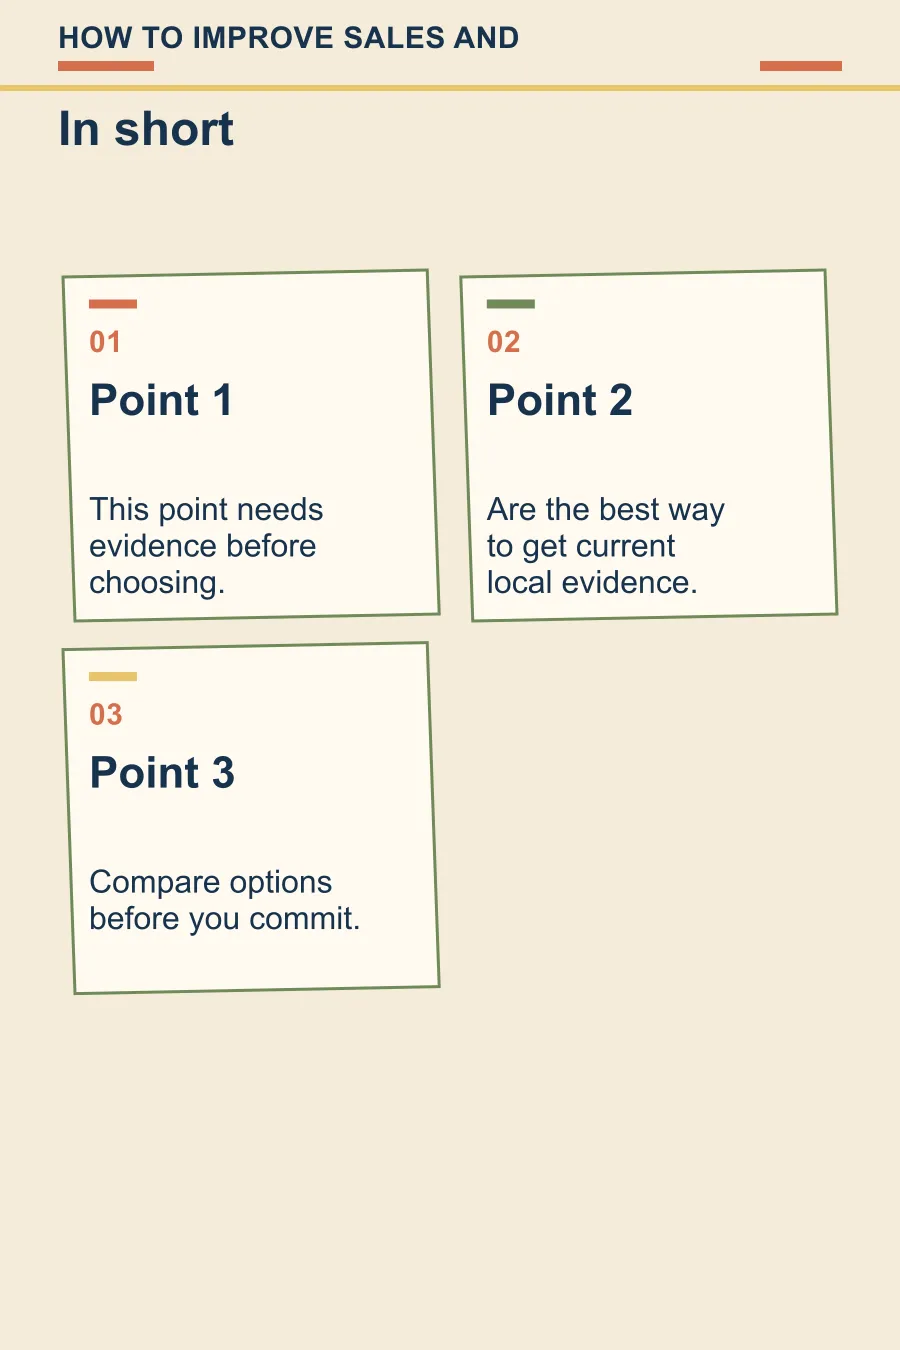 HOW TO IMPROVE SALES AND
In short
01
Point 1
This point needs
evidence before
choosing.
02
Point 2
Are the best way
to get current
local evidence.
03
Point 3
Compare options
before you commit.